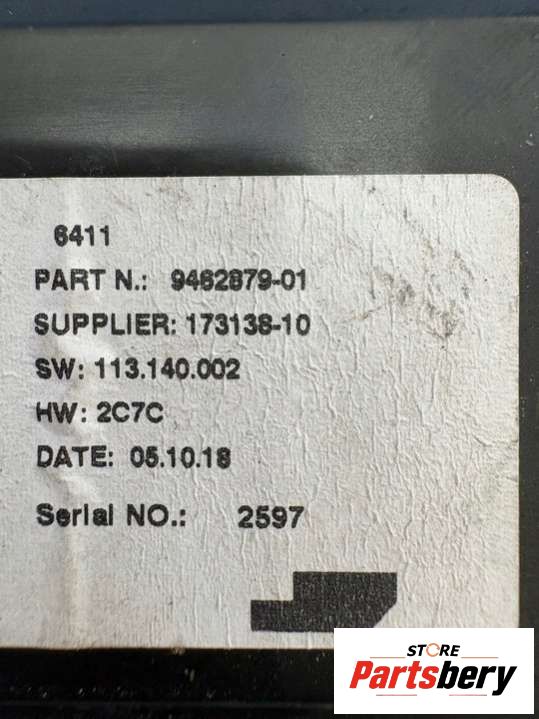 6411
PART N.: 9462879-01
SUPPLIER: 173138-10
SW: 113.140.002
HW: 2C7C
DATE: 05.10.18
Serial NO.: 2597
STORE
Partsbery